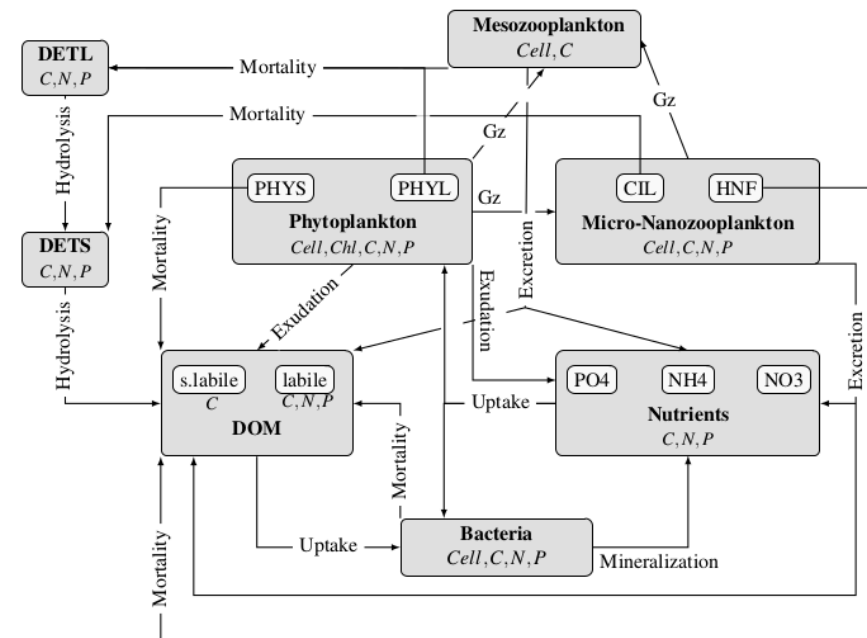 Mesozooplankton
Cell,C
DETL
C,N,P
Mortality
Gz
Mortality
Gz
Hydrolysis
Excretion
PHYS
PHYL
Phytoplankton
Cell,Chl,C,N,P
Gz
CIL
HNF
Micro-Nanozooplankton
Cell,C,N,P
DETS
C,N,P
Mortality
Exudation
Exudation
Excretion
Hydrolysis
s.labile
C
labile
C,N,P
DOM
PO4
NH4
NO3
Nutrients
C,N,P
Uptake
Mortality
Uptake
Bacteria
Cell,C,N,P
Mineralization
Mortality